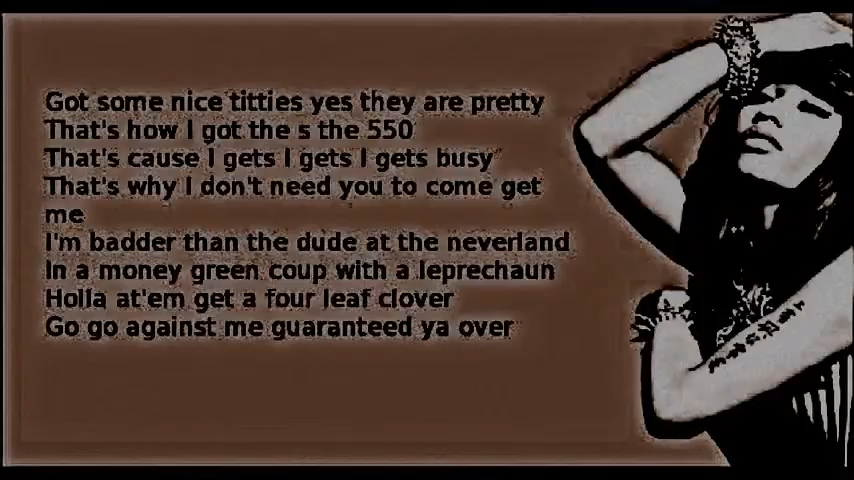 Got some nice titties yes they are pretty
That's how I got the s the 550
That's cause I gets I gets I gets busy
That's why I don't need you to come get
me
I'm badder than the dude at the neverland
In a money green coup with a leprechaun
Holla at'em get a four leaf clover
Go go against me guaranteed ya over